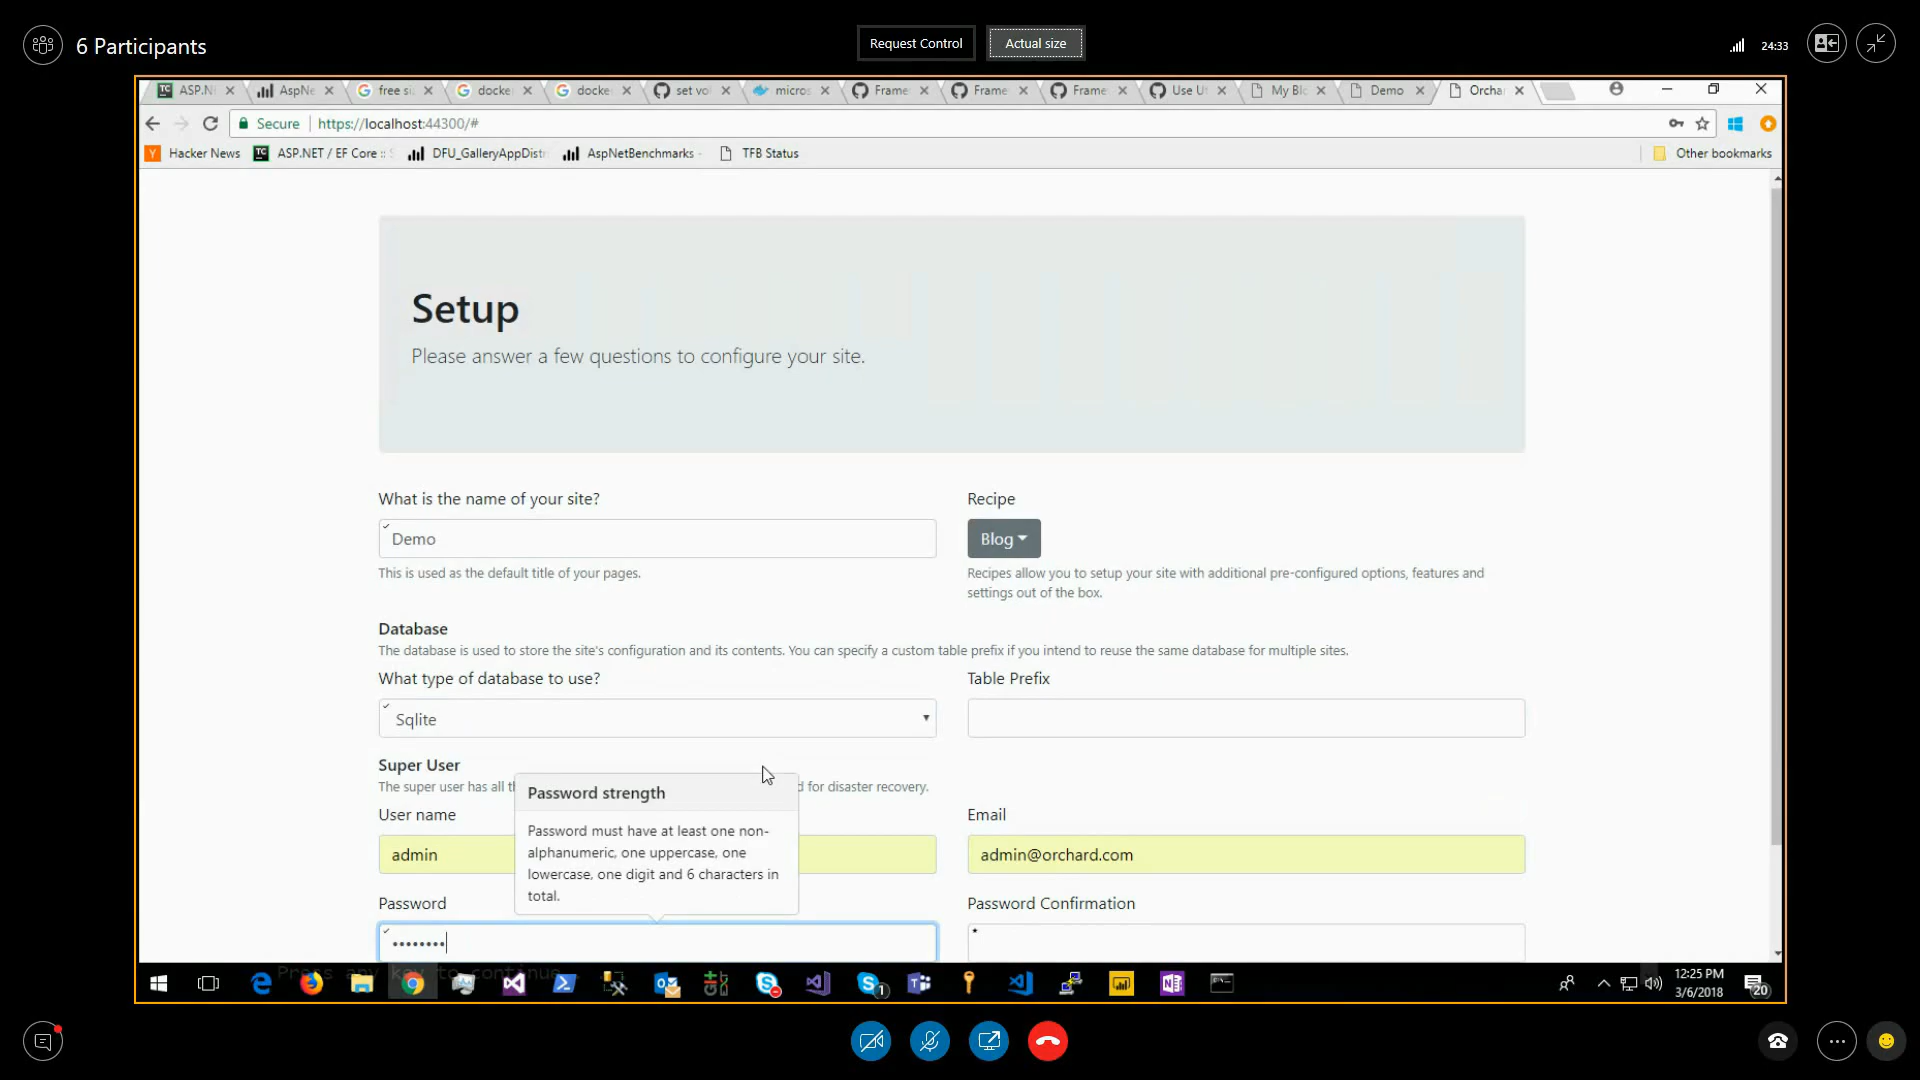 6 Participants
Request Control
Actual size
24:33
ASP.N
AspNe
free si
docke
docke
set vo
micros
Frame
Frame
Frame
Use U
My Blo
Demo
Orcha
Secure
https://localhost:44300/#
Hacker News
ASP.NET / EF Core ::
DFU_GalleryAppDistr
AspNetBenchmarks -
TFB Status
Other bookmarks
Setup
Please answer a few questions to configure your site.
What is the name of your site?
Recipe
Demo
Blog
This is used as the default title of your pages.
Recipes allow you to setup your site with additional pre-configured options, features and
settings out of the box.
Database
The database is used to store the site's configuration and its contents. You can specify a custom table prefix if you intend to reuse the same database for multiple sites.
What type of database to use?
Table Prefix
Sqlite
Super User
The super user has all th
d for disaster recovery.
Password strength
Password must have at least one non-
alphanumeric, one uppercase, one
lowercase, one digit and 6 characters in
total.
User name
Email
admin
admin@orchard.com
Password
Password Confirmation
••••••••
*
Press any key to continue . . .
1
12:25 PM
3/6/2018
20